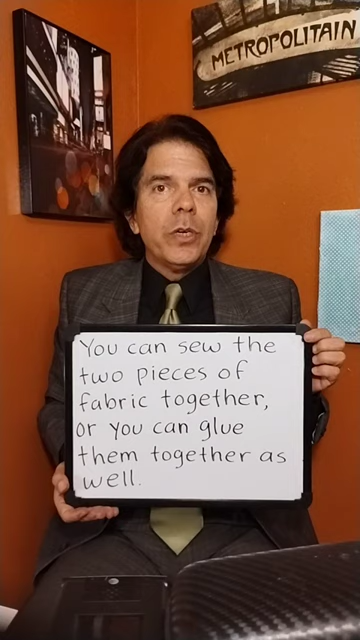 METROPOLITAIN
You can sew the
two pieces of
fabric together,
or you can glue
them together as
well.